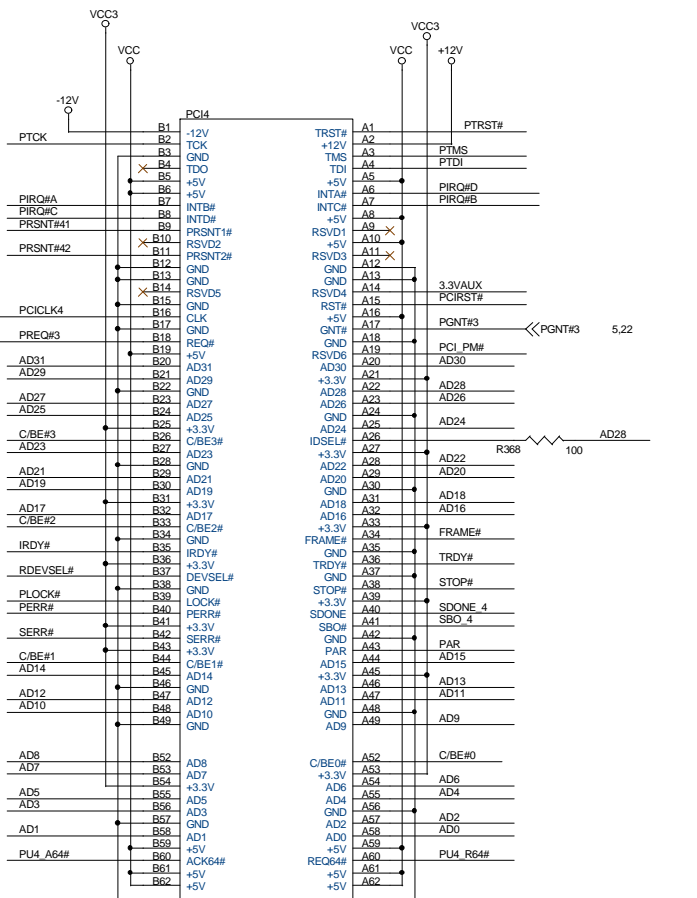 VCC3
VCC3
VCC
VCC
+12V
-12V
PCI4
B1 -12V TRST# A1 PTRST#
PTCK B2 TCK +12V A2
B3 GND TMS A3 PTMS
B4 TDO TDI A4 PTDI
B5 +5V +5V A5
B6 +5V INTA# A6 PIRQ#D
PIRQ#A B7 INTB# INTC# A7 PIRQ#B
PIRQ#C B8 INTD# +5V A8
PRSNT#41 B9 PRSNT1# RSVD1 A9
B10 RSVD2 +5V A10
PRSNT#42 B11 PRSNT2# RSVD3 A11
B12 GND GND A12
B13 GND GND A13
B14 RSVD5 RSVD4 A14 3.3VAUX
B15 GND RST# A15 PCIRST#
PCICLK4 B16 CLK +5V A16
B17 GND GNT# A17 PGNT#3 PGNT#3 5,22
PREQ#3 B18 REQ# GND A18
B19 +5V RSVD6 A19 PCI_PM#
AD31 B20 AD31 AD30 A20 AD30
AD29 B21 AD29 +3.3V A21
B22 GND AD28 A22 AD28
AD27 B23 AD27 AD26 A23 AD26
AD25 B24 AD25 GND A24
B25 +3.3V AD24 A25 AD24
C/BE#3 B26 C/BE3# IDSEL# A26 R368 100 AD28
AD23 B27 AD23 +3.3V A27
B28 GND AD22 A28 AD22
AD21 B29 AD21 AD20 A29 AD20
AD19 B30 AD19 GND A30
B31 +3.3V AD18 A31 AD18
AD17 B32 AD17 AD16 A32 AD16
C/BE#2 B33 C/BE2# +3.3V A33
B34 GND FRAME# A34 FRAME#
IRDY# B35 IRDY# GND A35
B36 +3.3V TRDY# A36 TRDY#
RDEVSEL# B37 DEVSEL# GND A37
B38 GND STOP# A38 STOP#
PLOCK# B39 LOCK# +3.3V A39
PERR# B40 PERR# SDONE A40 SDONE_4
B41 +3.3V SBO# A41 SBO_4
SERR# B42 SERR# GND A42
B43 +3.3V PAR A43 PAR
C/BE#1 B44 C/BE1# AD15 A44 AD15
AD14 B45 AD14 +3.3V A45
B46 GND AD13 A46 AD13
AD12 B47 AD12 AD11 A47 AD11
AD10 B48 AD10 GND A48
B49 GND AD9 A49 AD9
AD8 B52 AD8 C/BE0# A52 C/BE#0
AD7 B53 AD7 +3.3V A53
B54 +3.3V AD6 A54 AD6
AD5 B55 AD5 AD4 A55 AD4
AD3 B56 AD3 GND A56
B57 GND AD2 A57 AD2
AD1 B58 AD1 AD0 A58 AD0
B59 +5V +5V A59
PU4_A64# B60 ACK64# REQ64# A60 PU4_R64#
B61 +5V +5V A61
B62 +5V +5V A62